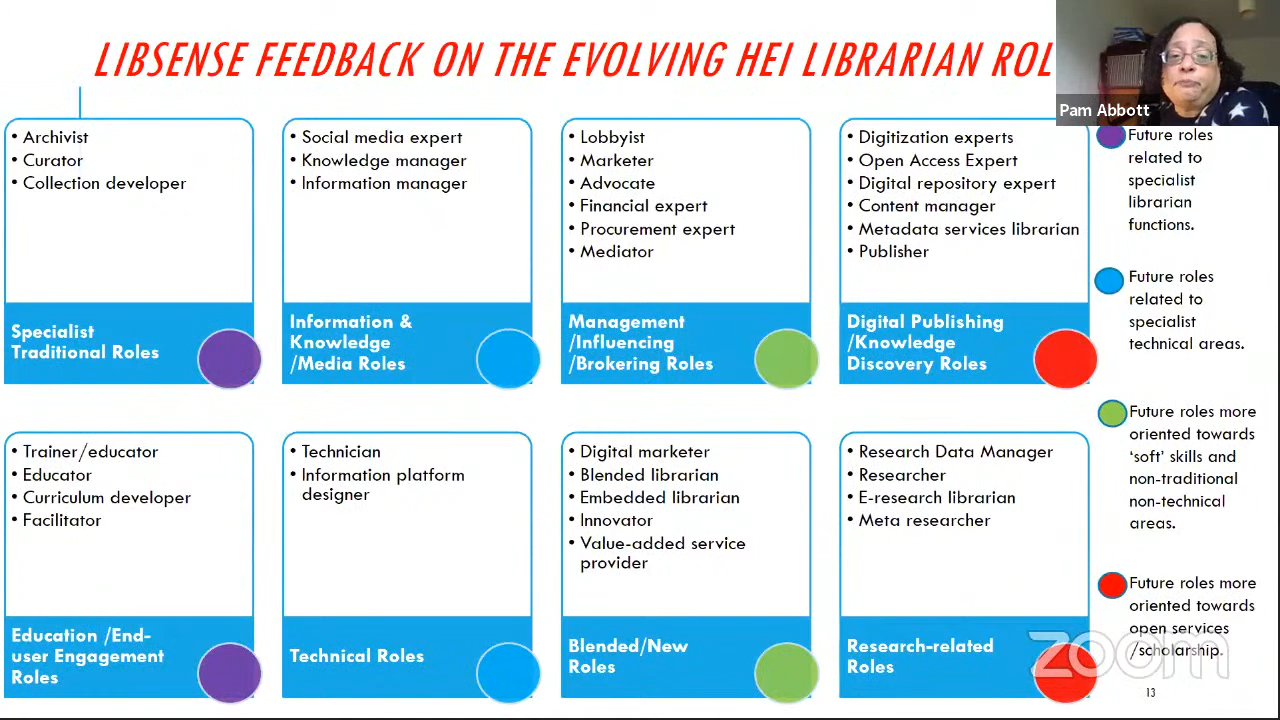 LIBSENSE FEEDBACK ON THE EVOLVING HEI LIBRARIAN ROL
Pam Abbott
• Archivist
• Curator
• Collection developer
Specialist
Traditional Roles
• Social media expert
• Knowledge manager
• Information manager
Information &
Knowledge
/Media Roles
• Lobbyist
• Marketer
• Advocate
• Financial expert
• Procurement expert
• Mediator
Management
/Influencing
/Brokering Roles
• Digitization experts
• Open Access Expert
• Digital repository expert
• Content manager
• Metadata services librarian
• Publisher
Digital Publishing
/Knowledge
Discovery Roles
• Trainer/educator
• Educator
• Curriculum developer
• Facilitator
Education /End-
user Engagement
Roles
• Technician
• Information platform
designer
Technical Roles
• Digital marketer
• Blended librarian
• Embedded librarian
• Innovator
• Value-added service
provider
Blended/New
Roles
• Research Data Manager
• Researcher
• E-research librarian
• Meta researcher
Research-related
Roles
Future roles
related to
specialist
librarian
functions.
Future roles
related to
specialist
technical areas.
Future roles more
oriented towards
‘soft’ skills and
non-traditional
non-technical
areas.
Future roles more
oriented towards
open services
/scholarship.
zoom
13